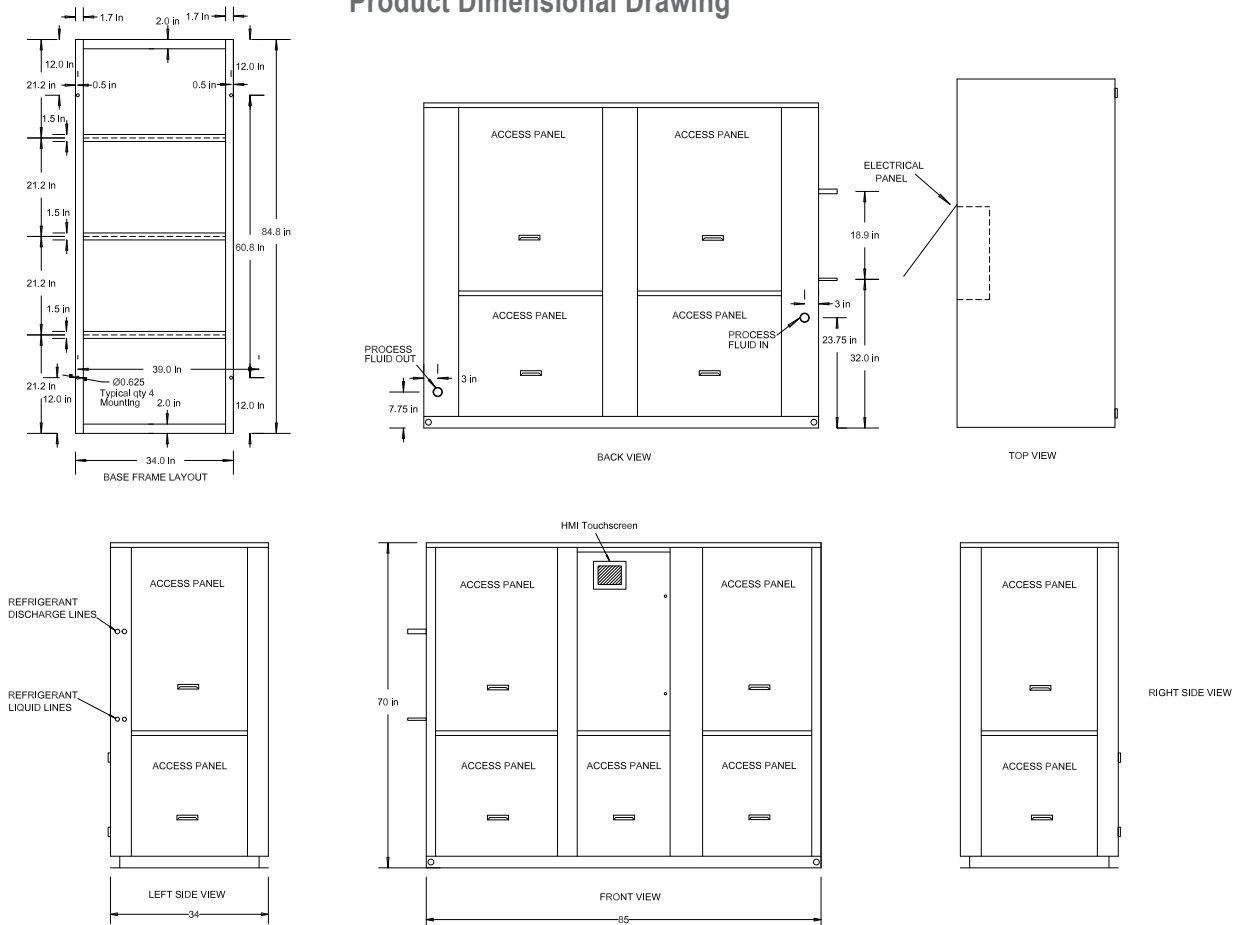 Product Dimensional Drawing
1.7 In
2.0 in
1.7 In
12.0 In
12.0 In
21.2 in
0.5 in
0.5 in
1.5 In
21.2 In
1.5 In
84.8 in
60.8 In
21.2 In
1.5 in
39.0 In
21.2 In
12.0 in
Ø0.625
Typical qty 4
Mounting
2.0 in
12.0 In
34.0 In
BASE FRAME LAYOUT
ACCESS PANEL
ACCESS PANEL
ACCESS PANEL
ACCESS PANEL
PROCESS
FLUID OUT
3 in
7.75 in
PROCESS
FLUID IN
3 in
23.75 in
18.9 in
32.0 in
BACK VIEW
ELECTRICAL
PANEL
TOP VIEW
REFRIGERANT
DISCHARGE LINES
REFRIGERANT
LIQUID LINES
ACCESS PANEL
ACCESS PANEL
LEFT SIDE VIEW
34
HMI Touchscreen
70 in
ACCESS PANEL
ACCESS PANEL
ACCESS PANEL
ACCESS PANEL
ACCESS PANEL
FRONT VIEW
85
ACCESS PANEL
ACCESS PANEL
RIGHT SIDE VIEW